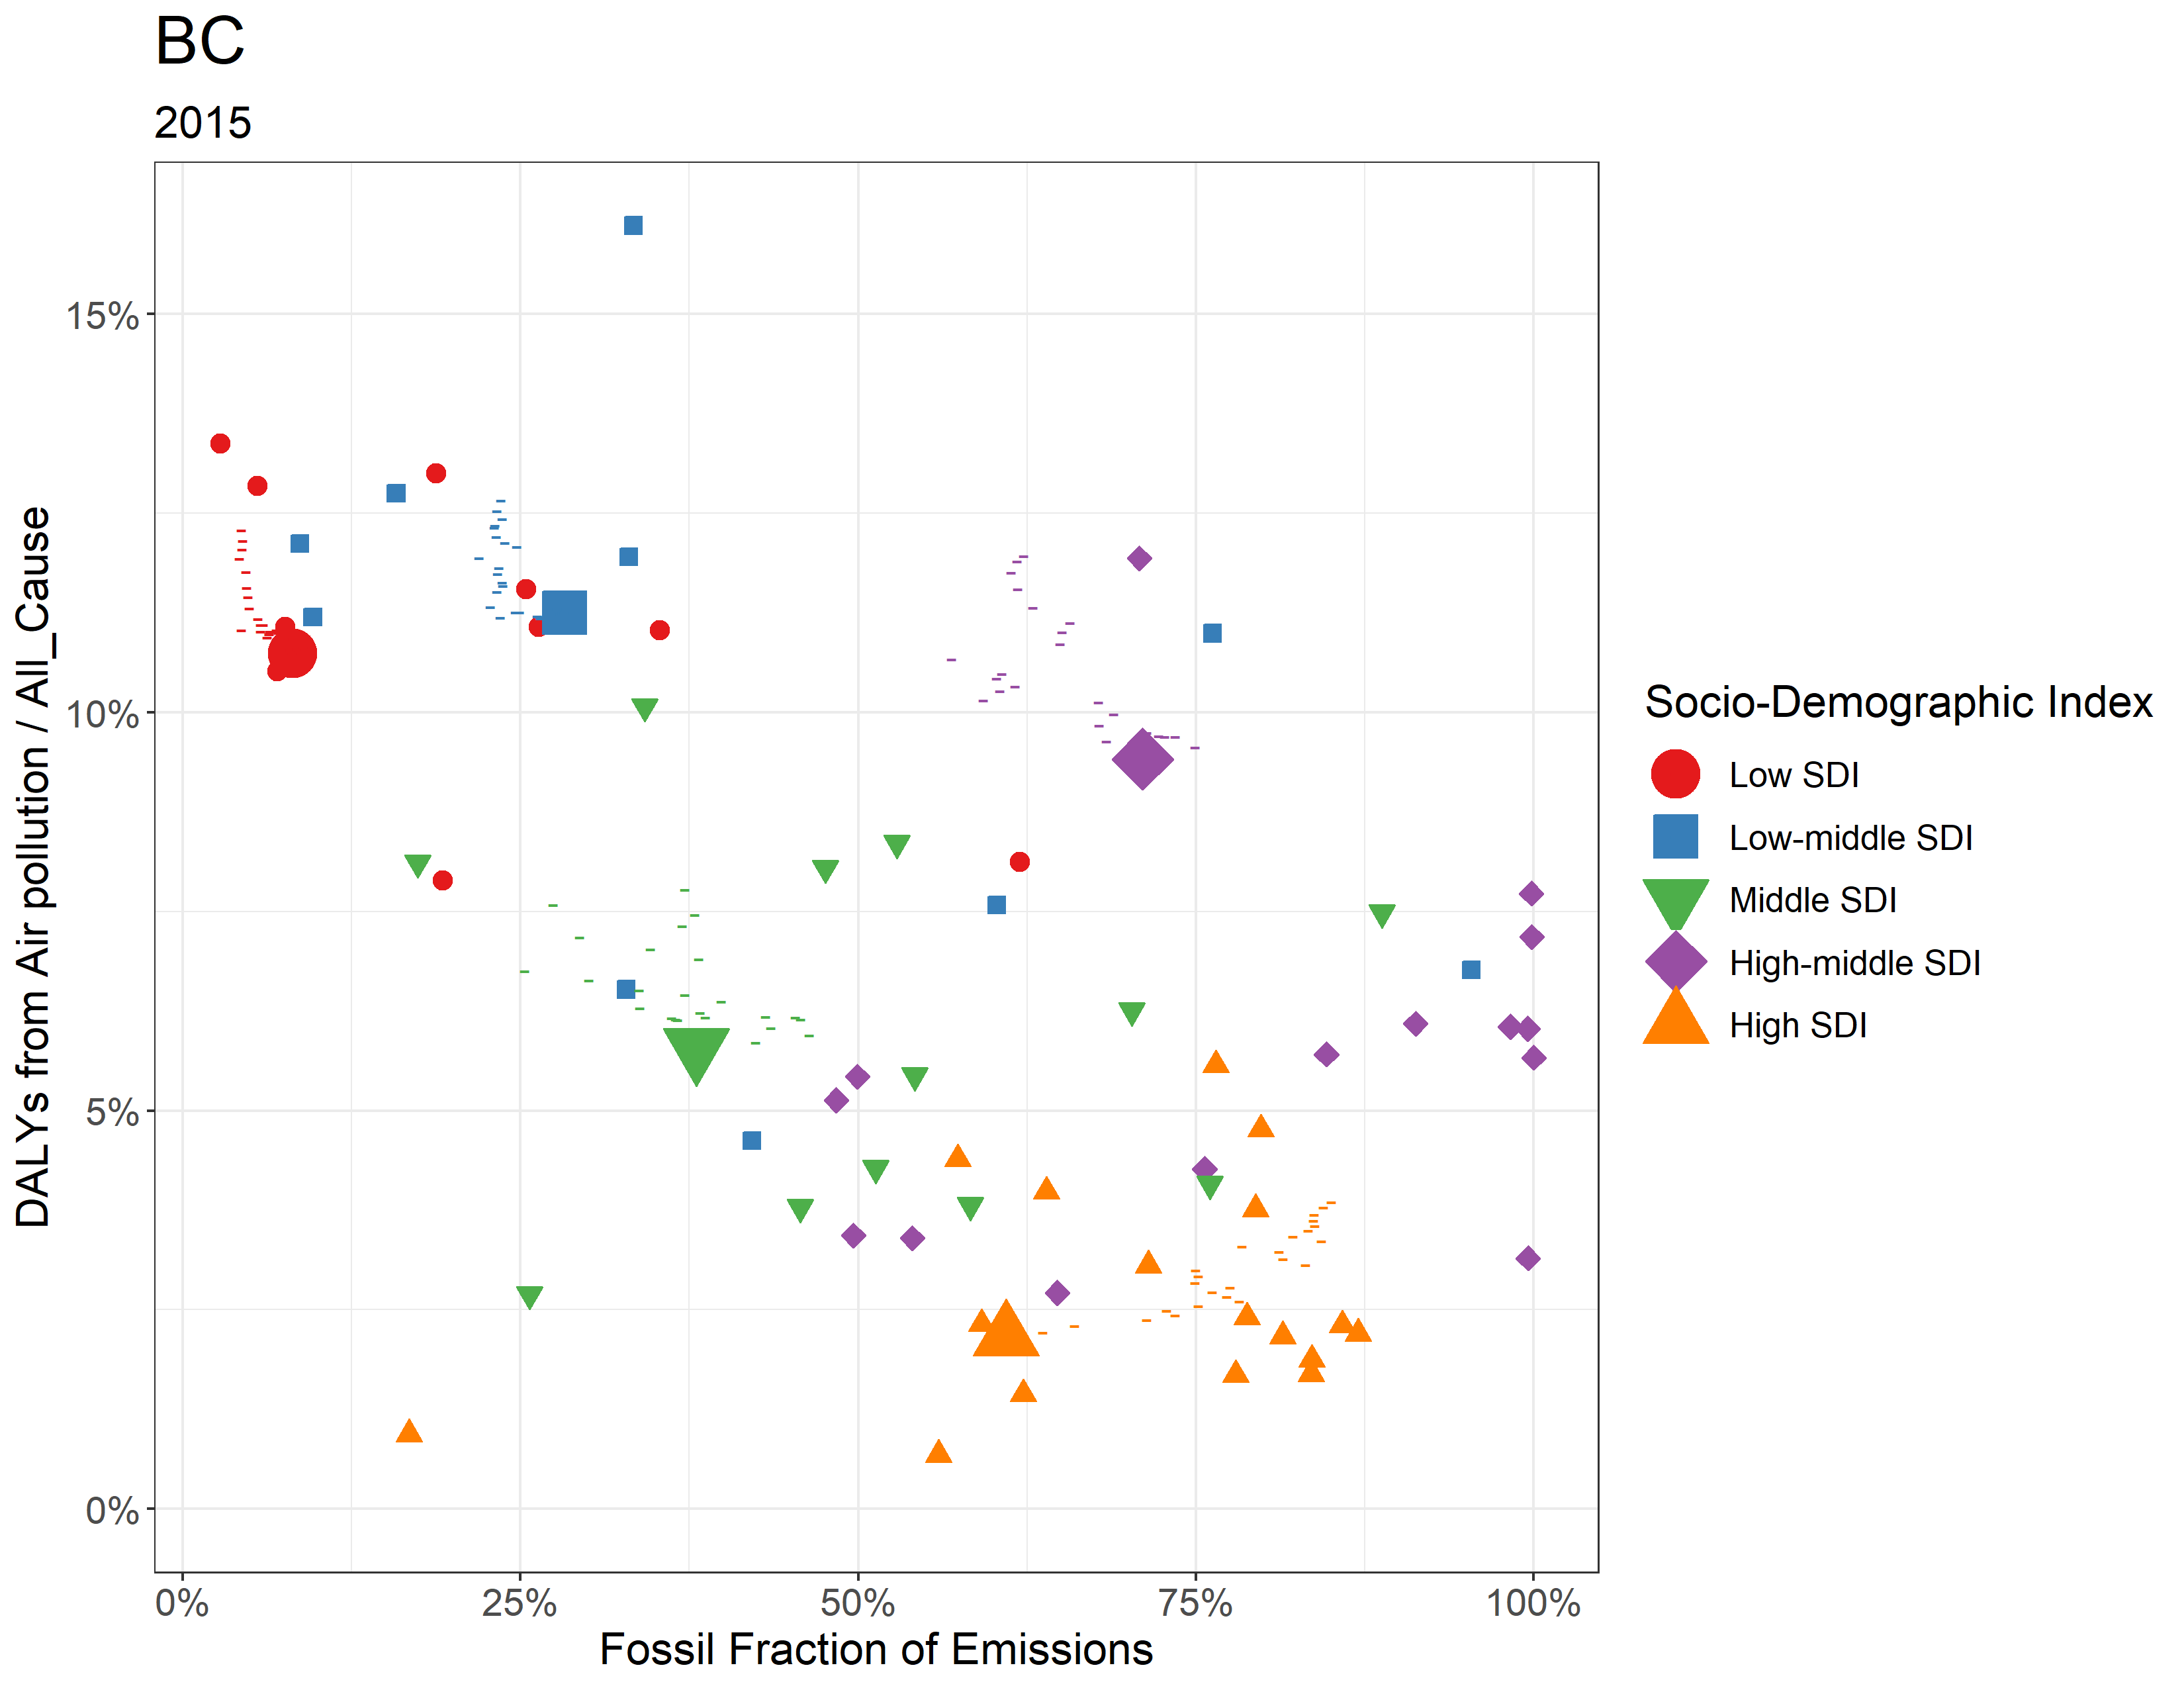 BC
2015
15%
10%
5%
0%
DALYs from Air pollution / All_Cause
0%
25%
50%
75%
100%
Fossil Fraction of Emissions
Socio-Demographic Index
Low SDI
Low-middle SDI
Middle SDI
High-middle SDI
High SDI